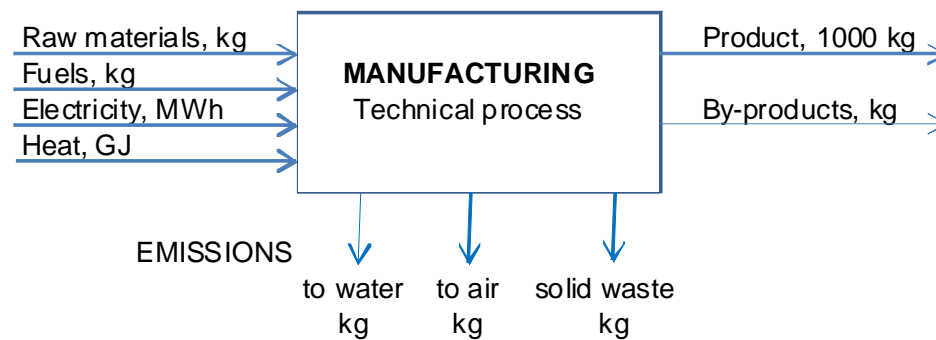 Raw materials, kg
Fuels, kg
Electricity, MWh
Heat, GJ
MANUFACTURING
Technical process
Product, 1000 kg
By-products, kg
EMISSIONS
to water
kg
to air
kg
solid waste
kg